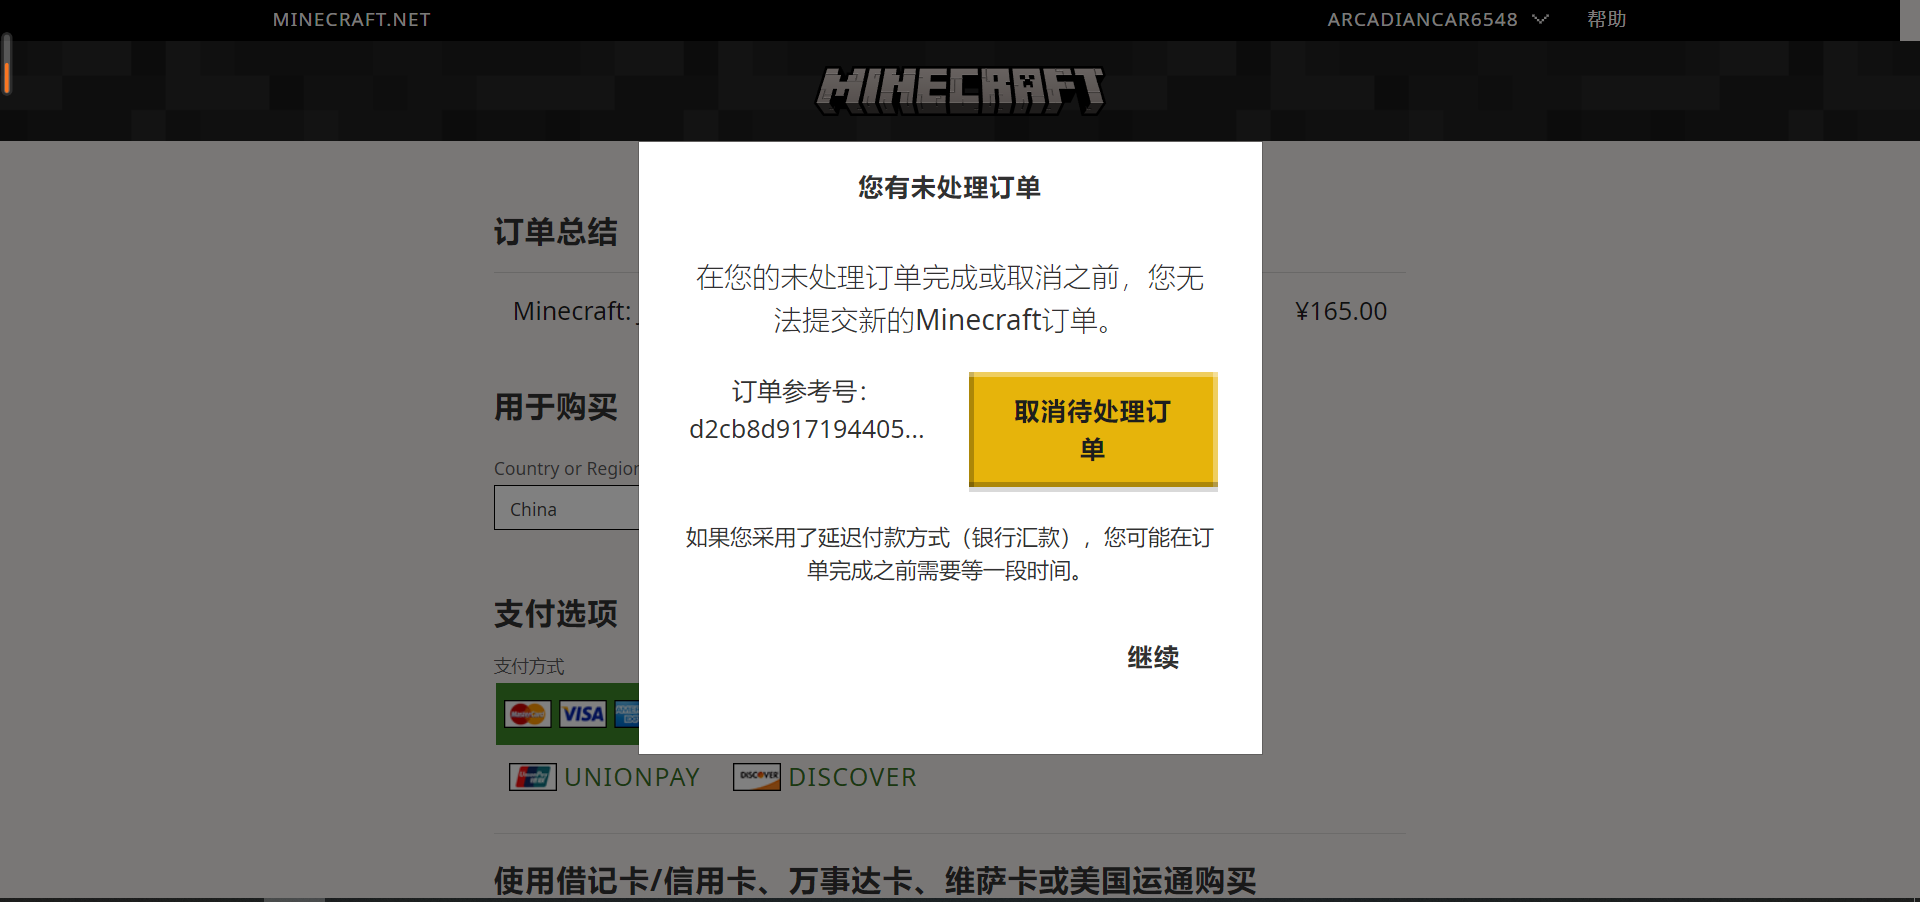 MINECRAFT.NET
ARCADIANCAR6548
帮助
MINECRAFT
您有未处理订单
在您的未处理订单完成或取消之前，您无
法提交新的Minecraft订单。
订单参考号：
d2cb8d917194405...
取消待处理订
单
如果您采用了延迟付款方式（银行汇款），您可能在订
单完成之前需要等一段时间。
继续
订单总结
Minecraft:
¥165.00
用于购买
Country or Region
China
支付选项
支付方式
MasterCard
VISA
UnionPay
UNIONPAY
DISCOVER
DISCOVER
使用借记卡/信用卡、万事达卡、维萨卡或美国运通购买